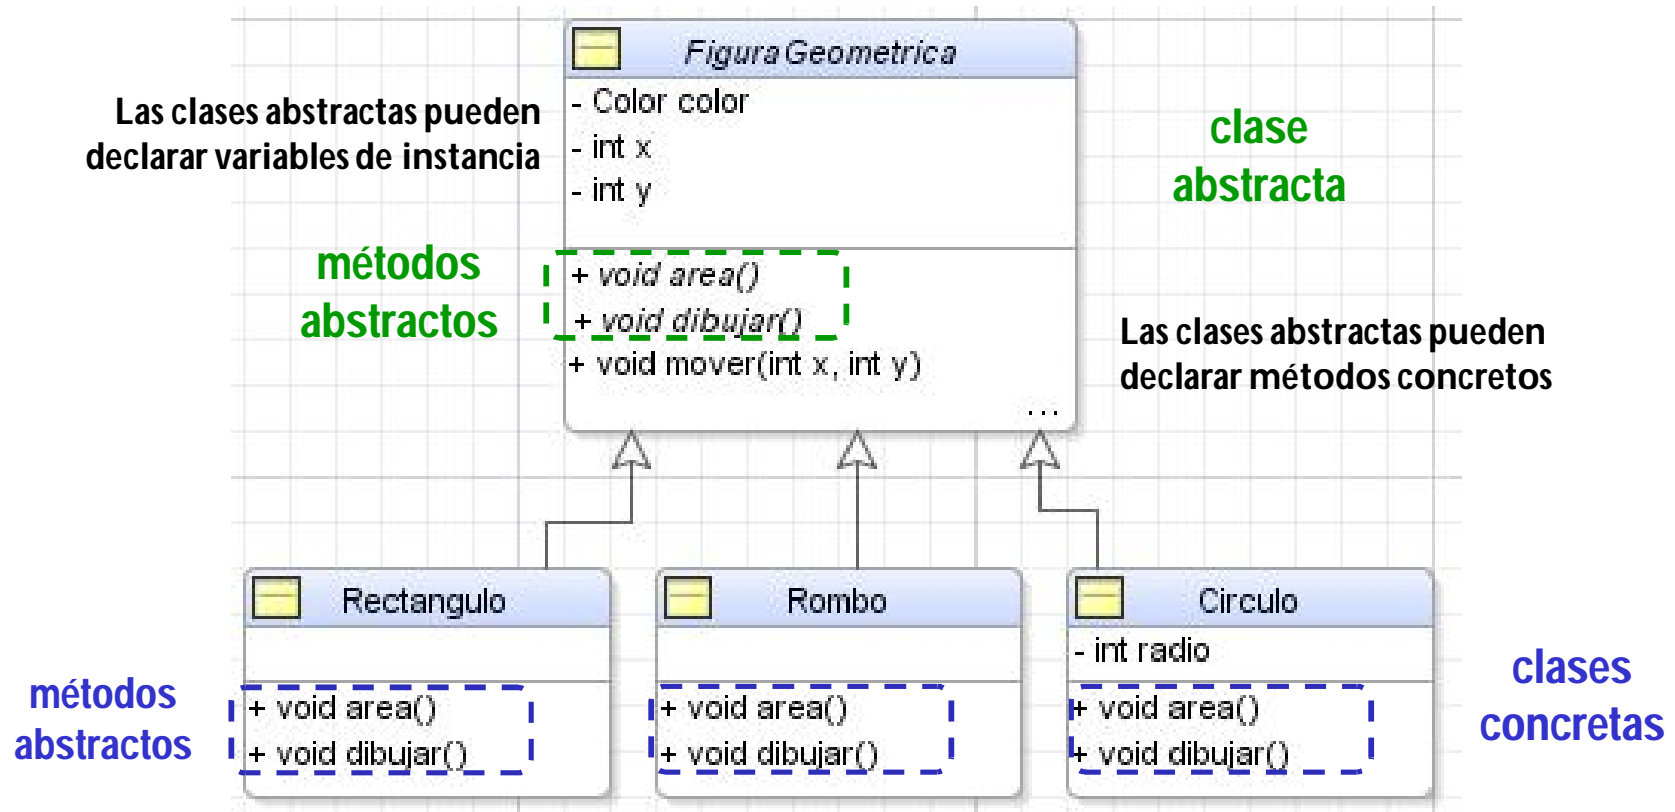 FiguraGeometrica
- Color color
- int x
- int y
+ void area()
+ void dibujar()
+ void mover(int x, int y)
...
Las clases abstractas pueden
declarar variables de instancia
clase
abstracta
métodos
abstractos
Las clases abstractas pueden
declarar métodos concretos
Rectangulo
+ void area()
+ void dibujar()
Rombo
+ void area()
+ void dibujar()
Circulo
- int radio
+ void area()
+ void dibujar()
métodos
abstractos
clases
concretas